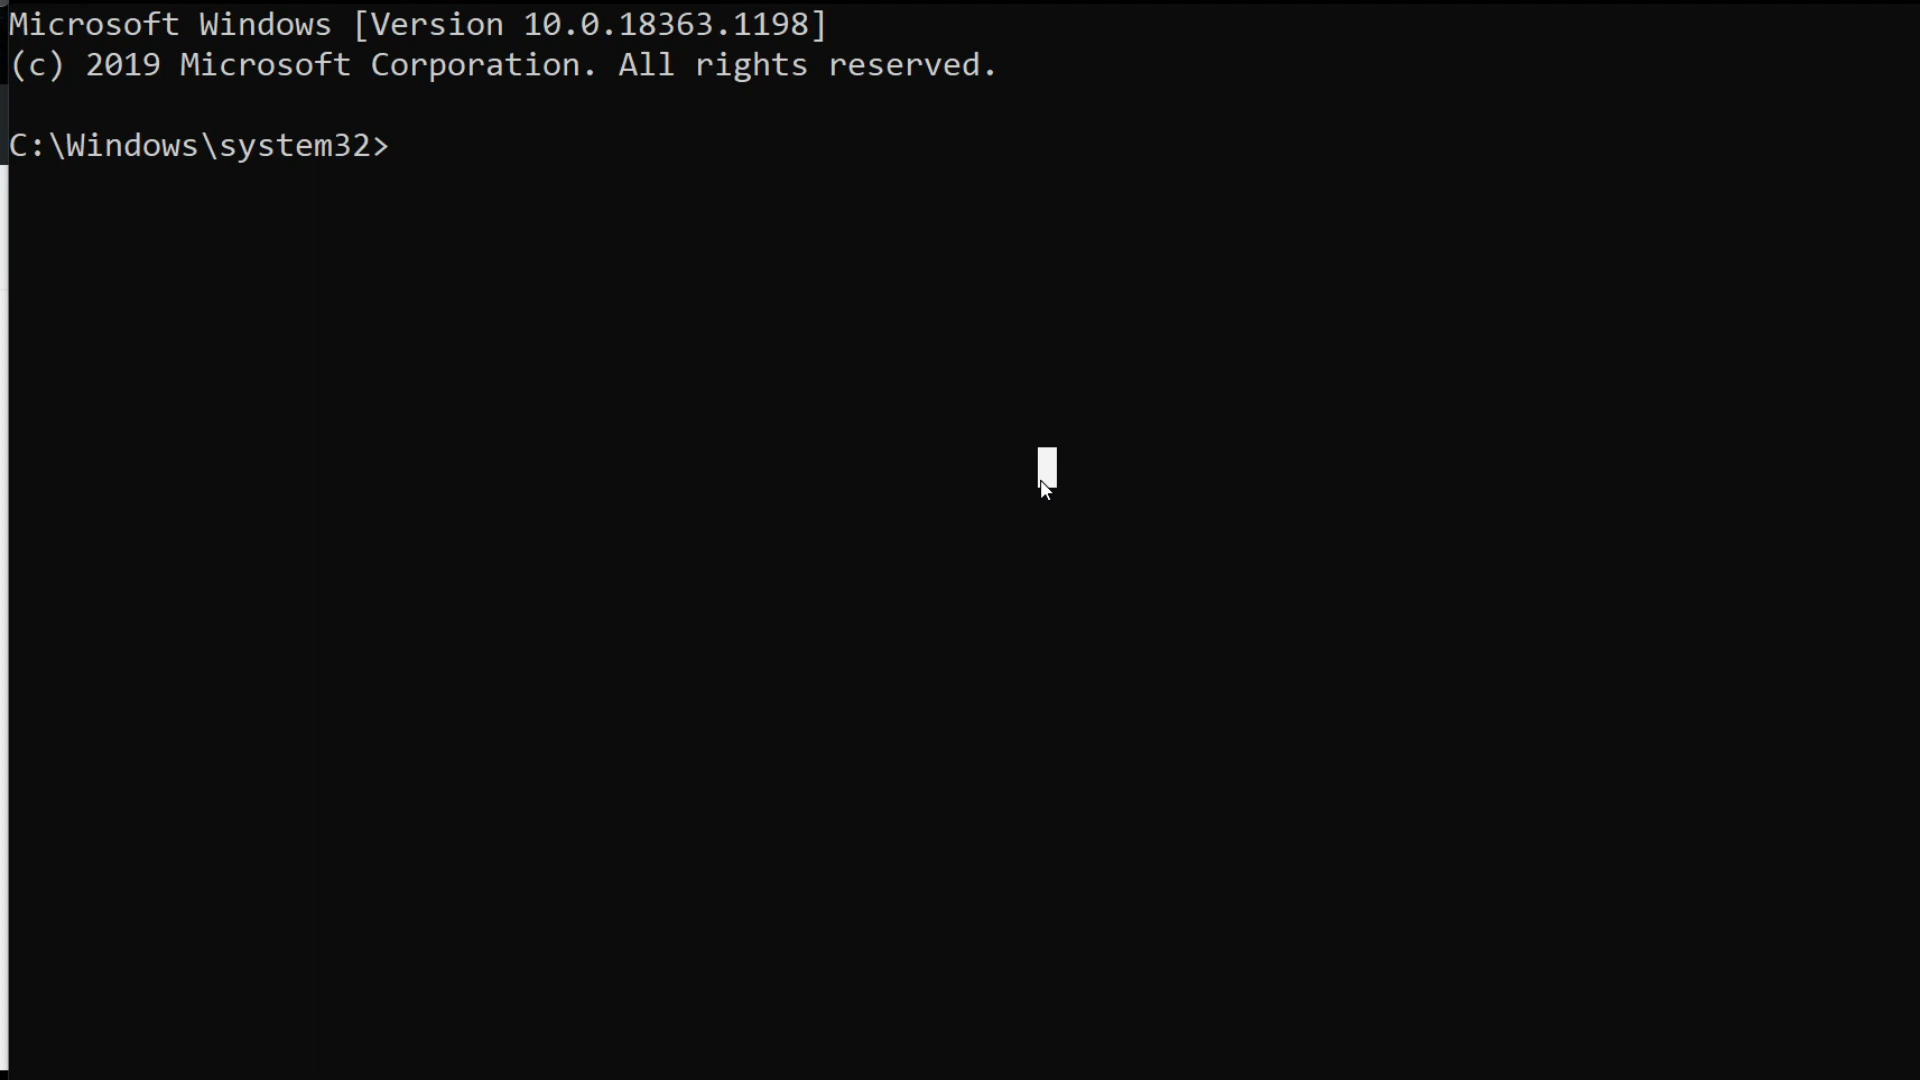 Microsoft Windows [Version 10.0.18363.1198]
(c) 2019 Microsoft Corporation. All rights reserved.
C:\Windows\system32>